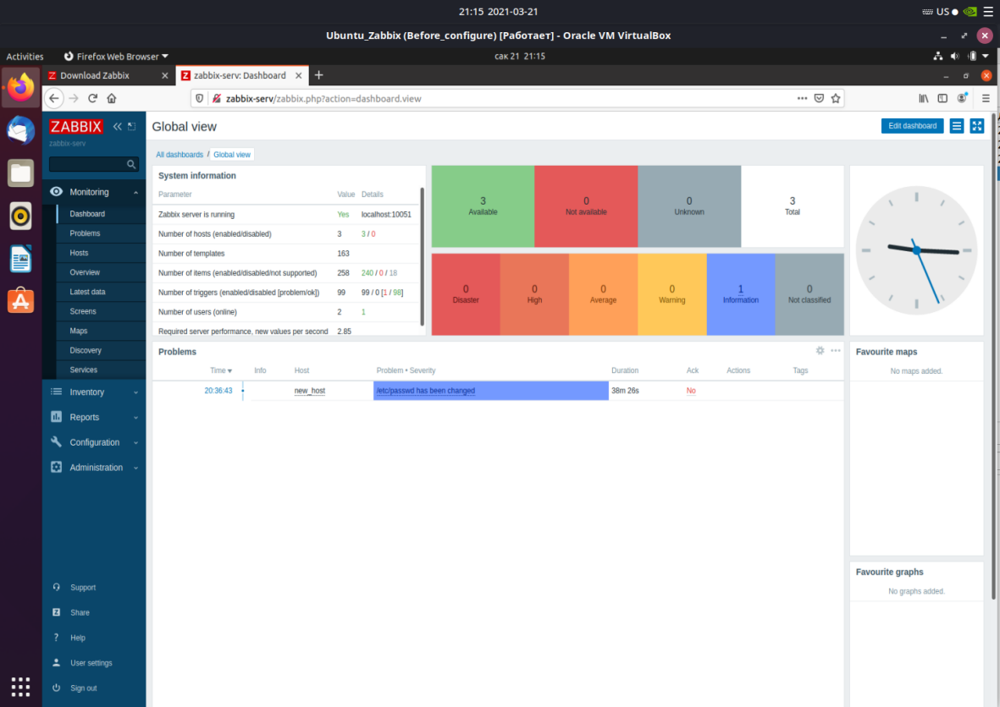 21:15 2021-03-21
US
Ubuntu_Zabbix (Before_configure) [Работает] - Oracle VM VirtualBox
Activities
Firefox Web Browser
сак 21 21:15
Z Download Zabbix
Z zabbix-serv: Dashboard
zabbix-serv/zabbix.php?action=dashboard.view
ZABBIX
zabbix-serv
Monitoring
Dashboard
Problems
Hosts
Overview
Latest data
Screens
Maps
Discovery
Services
Inventory
Reports
Configuration
Administration
Support
Z Share
? Help
User settings
Sign out
Global view
Edit dashboard
All dashboards / Global view
System information
Parameter Value Details
Zabbix server is running Yes localhost:10051
Number of hosts (enabled/disabled) 3 3 / 0
Number of templates 163
Number of items (enabled/disabled/not supported) 258 240 / 0 / 18
Number of triggers (enabled/disabled [problem/ok]) 99 99 / 0 [1 / 98]
Number of users (online) 2 1
Required server performance, new values per second 2.85
3 Available
0 Not available
0 Unknown
3 Total
0 Disaster
0 High
0 Average
0 Warning
1 Information
0 Not classified
Problems
Time Info Host Problem • Severity Duration Ack Actions Tags
20:36:43 new_host /etc/passwd has been changed 38m 26s No
Favourite maps
No maps added.
Favourite graphs
No graphs added.